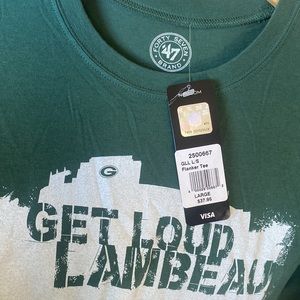 FORTY SEVEN
'47
BRAND
2500667
GLL L/S
Flanker Tee
LARGE
$37.95
VISA
G
GET LOUD
LAMBEAU